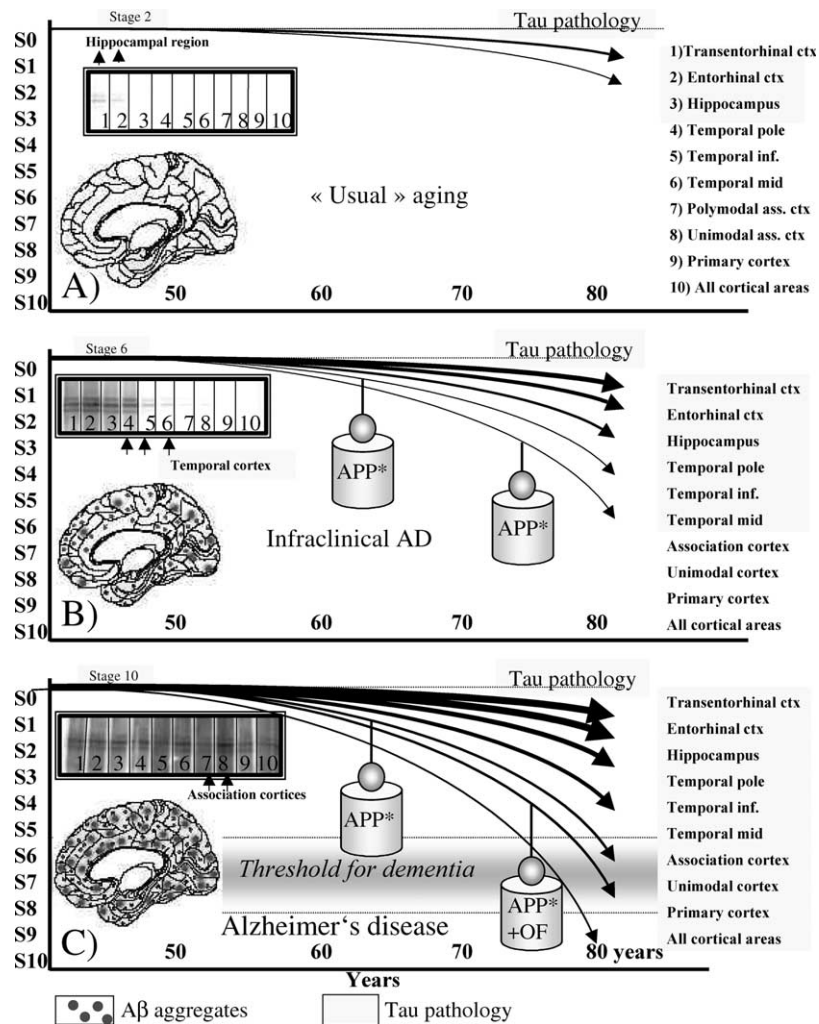 Stage 2
Tau pathology
S0
Hippocampal region
S1
S2
S3
S4
S5
S6
S7
S8
S9
S10
1 2 3 4 5 6 7 8 9 10
« Usual » aging
A)
50 60 70 80
1)Transentorhinal ctx
2) Entorhinal ctx
3) Hippocampus
4) Temporal pole
5) Temporal inf.
6) Temporal mid
7) Polymodal ass. ctx
8) Unimodal ass. ctx
9) Primary cortex
10) All cortical areas
Stage 6
Tau pathology
S0
S1
S2
S3
S4
S5
S6
S7
S8
S9
S10
1 2 3 4 5 6 7 8 9 10
Temporal cortex
APP*
APP*
Infraclinical AD
B)
50 60 70 80
Transentorhinal ctx
Entorhinal ctx
Hippocampus
Temporal pole
Temporal inf.
Temporal mid
Association cortex
Unimodal cortex
Primary cortex
All cortical areas
Stage 10
Tau pathology
S0
S1
S2
S3
S4
S5
S6
S7
S8
S9
S10
1 2 3 4 5 6 7 8 9 10
Association cortices
APP*
Threshold for dementia
APP*
+OF
Alzheimer‘s disease
C)
50 60 70 80 years
Years
Transentorhinal ctx
Entorhinal ctx
Hippocampus
Temporal pole
Temporal inf.
Temporal mid
Association cortex
Unimodal cortex
Primary cortex
All cortical areas
Aβ aggregates
Tau pathology